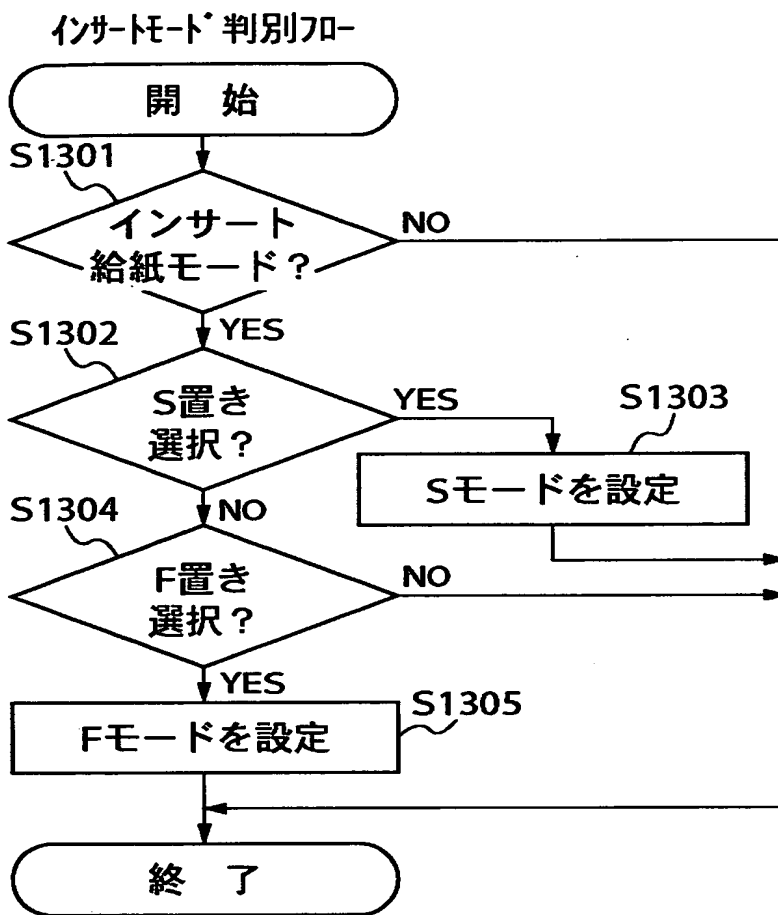 インサートモード判別フロー
開 始
S1301
インサート
給紙モード?
NO
YES
S1302
S置き
選択?
YES
S1303
Sモードを設定
NO
S1304
F置き
選択?
NO
YES
S1305
Fモードを設定
終 了